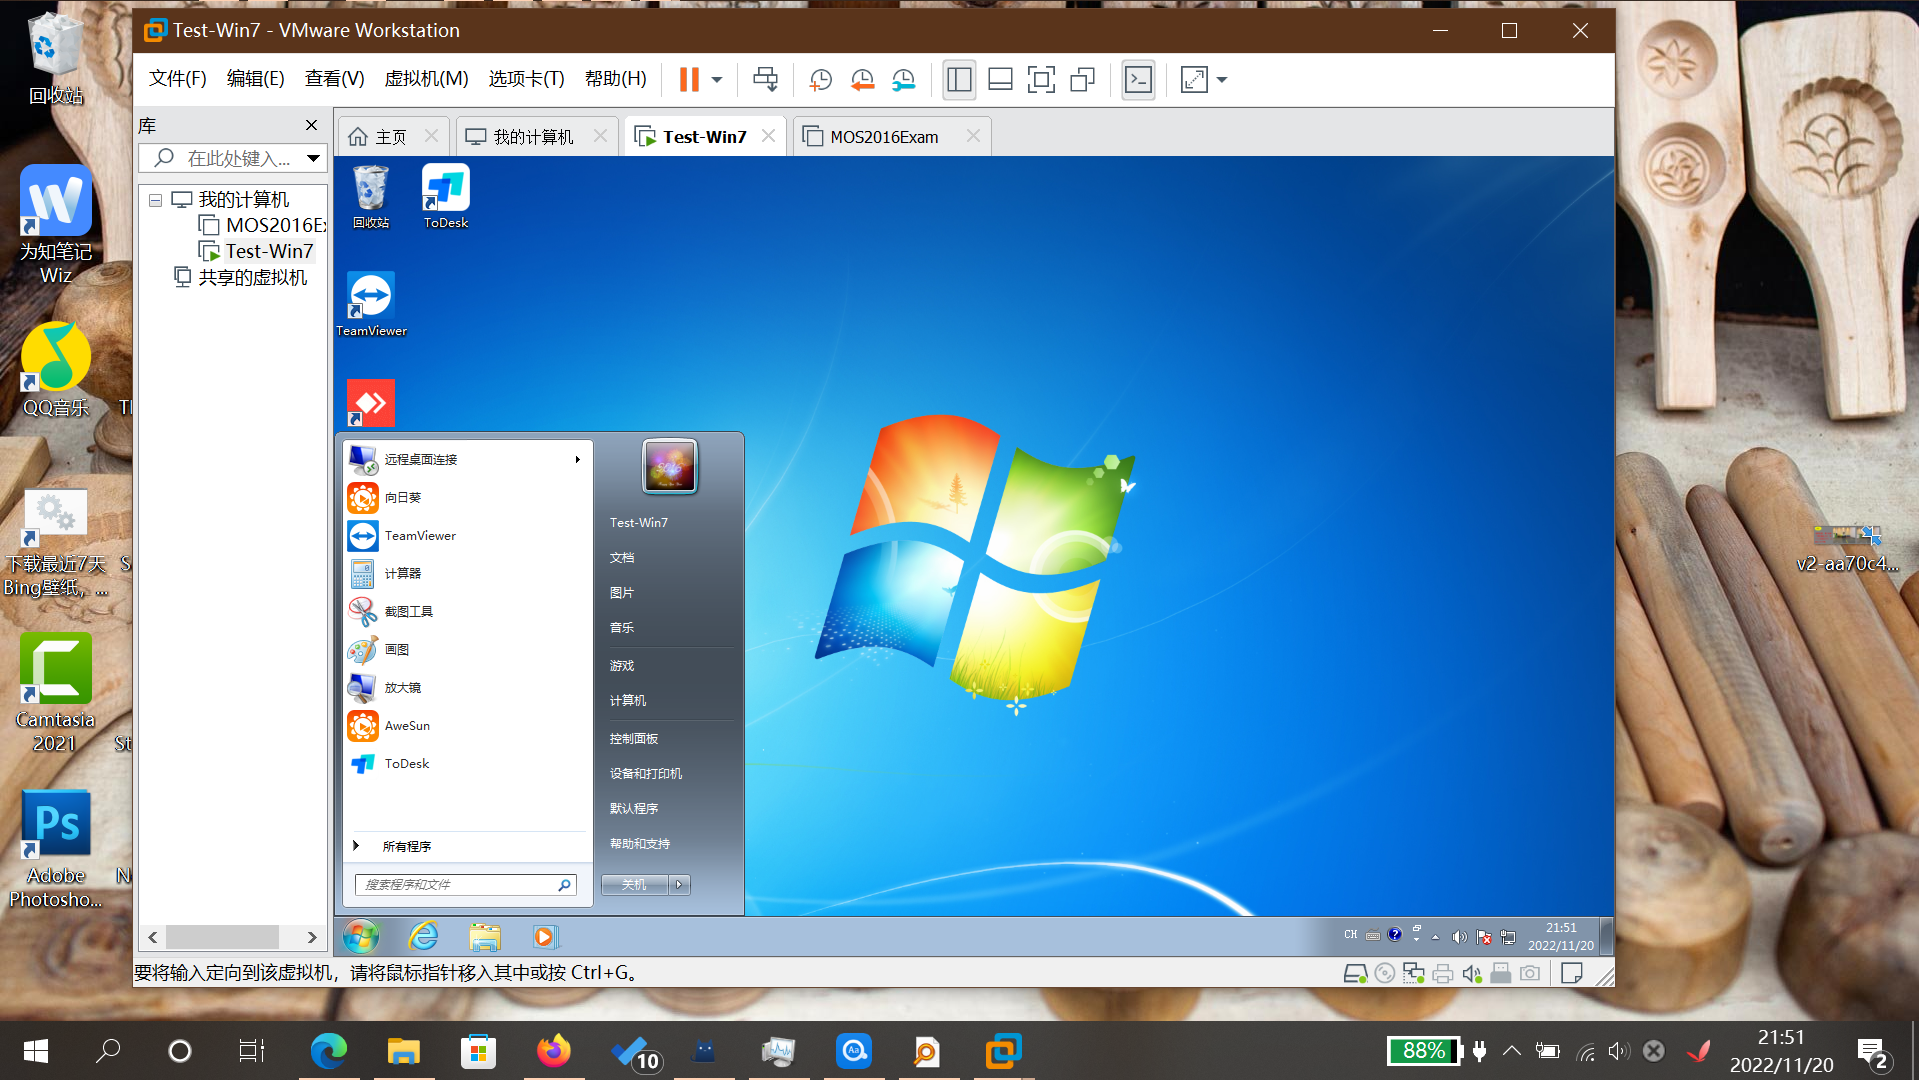 回收站
为知笔记
Wiz
QQ音乐
下载最近7天
Bing壁纸，...
Camtasia
2021
Ps
Adobe
Photosho...
Test-Win7 - VMware Workstation
文件(F) 编辑(E) 查看(V) 虚拟机(M) 选项卡(T) 帮助(H)
库
在此处键入...
我的计算机
MOS2016Ex
Test-Win7
共享的虚拟机
主页 我的计算机 Test-Win7 MOS2016Exam
回收站 ToDesk
TeamViewer
远程桌面连接
向日葵
TeamViewer
计算器
截图工具
画图
放大镜
AweSun
ToDesk
所有程序
搜索程序和文件
Test-Win7
文档
图片
音乐
游戏
计算机
控制面板
设备和打印机
默认程序
帮助和支持
关机
CH
21:51
2022/11/20
要将输入定向到该虚拟机，请将鼠标指针移入其中或按 Ctrl+G。
v2-aa70c4...
10
Aa
88%
21:51
2022/11/20
2